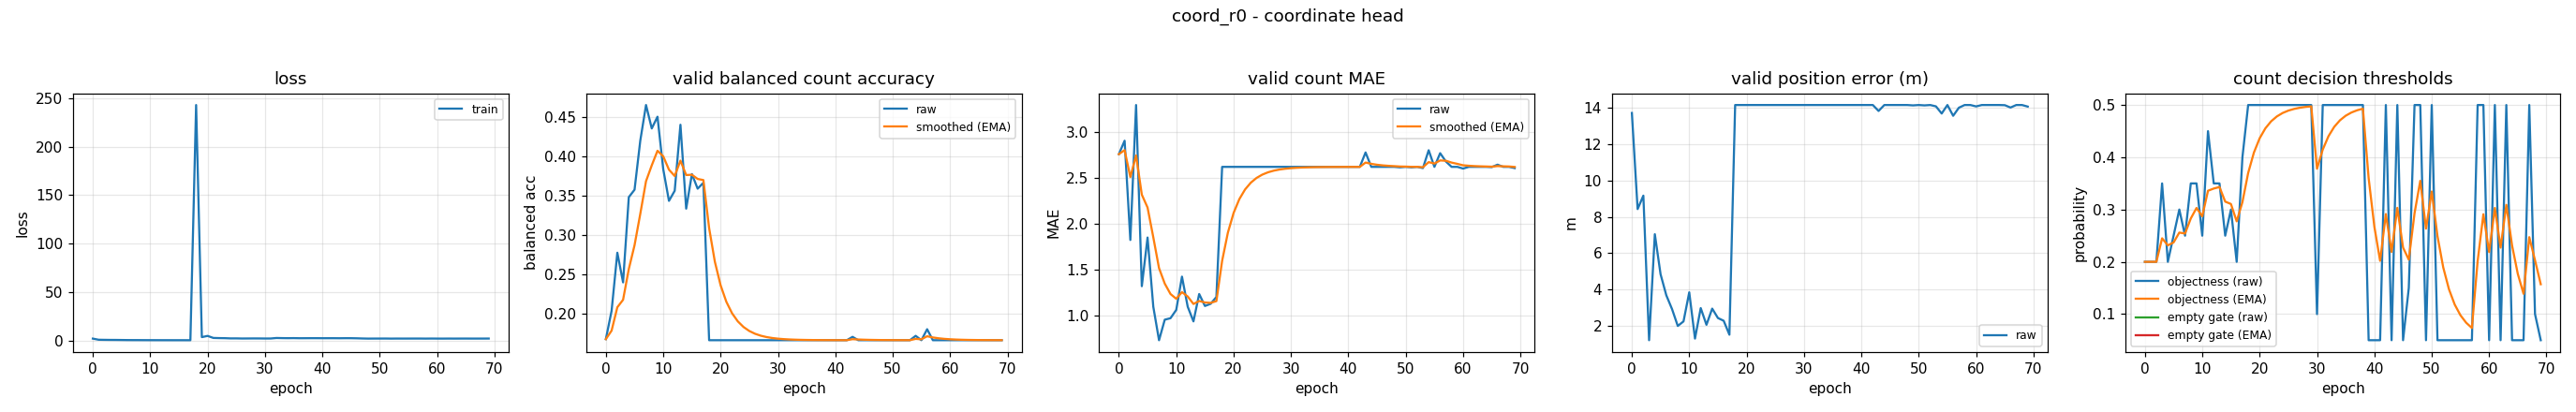 coord_r0 - coordinate head
loss
250
200
150
100
50
0
loss
train
0 10 20 30 40 50 60 70
epoch
valid balanced count accuracy
0.45
0.40
0.35
0.30
0.25
0.20
balanced acc
raw
smoothed (EMA)
0 10 20 30 40 50 60 70
epoch
valid count MAE
3.0
2.5
2.0
1.5
1.0
MAE
raw
smoothed (EMA)
0 10 20 30 40 50 60 70
epoch
valid position error (m)
14
12
10
8
6
4
2
m
raw
0 10 20 30 40 50 60 70
epoch
count decision thresholds
0.5
0.4
0.3
0.2
0.1
probability
objectness (raw)
objectness (EMA)
empty gate (raw)
empty gate (EMA)
0 10 20 30 40 50 60 70
epoch